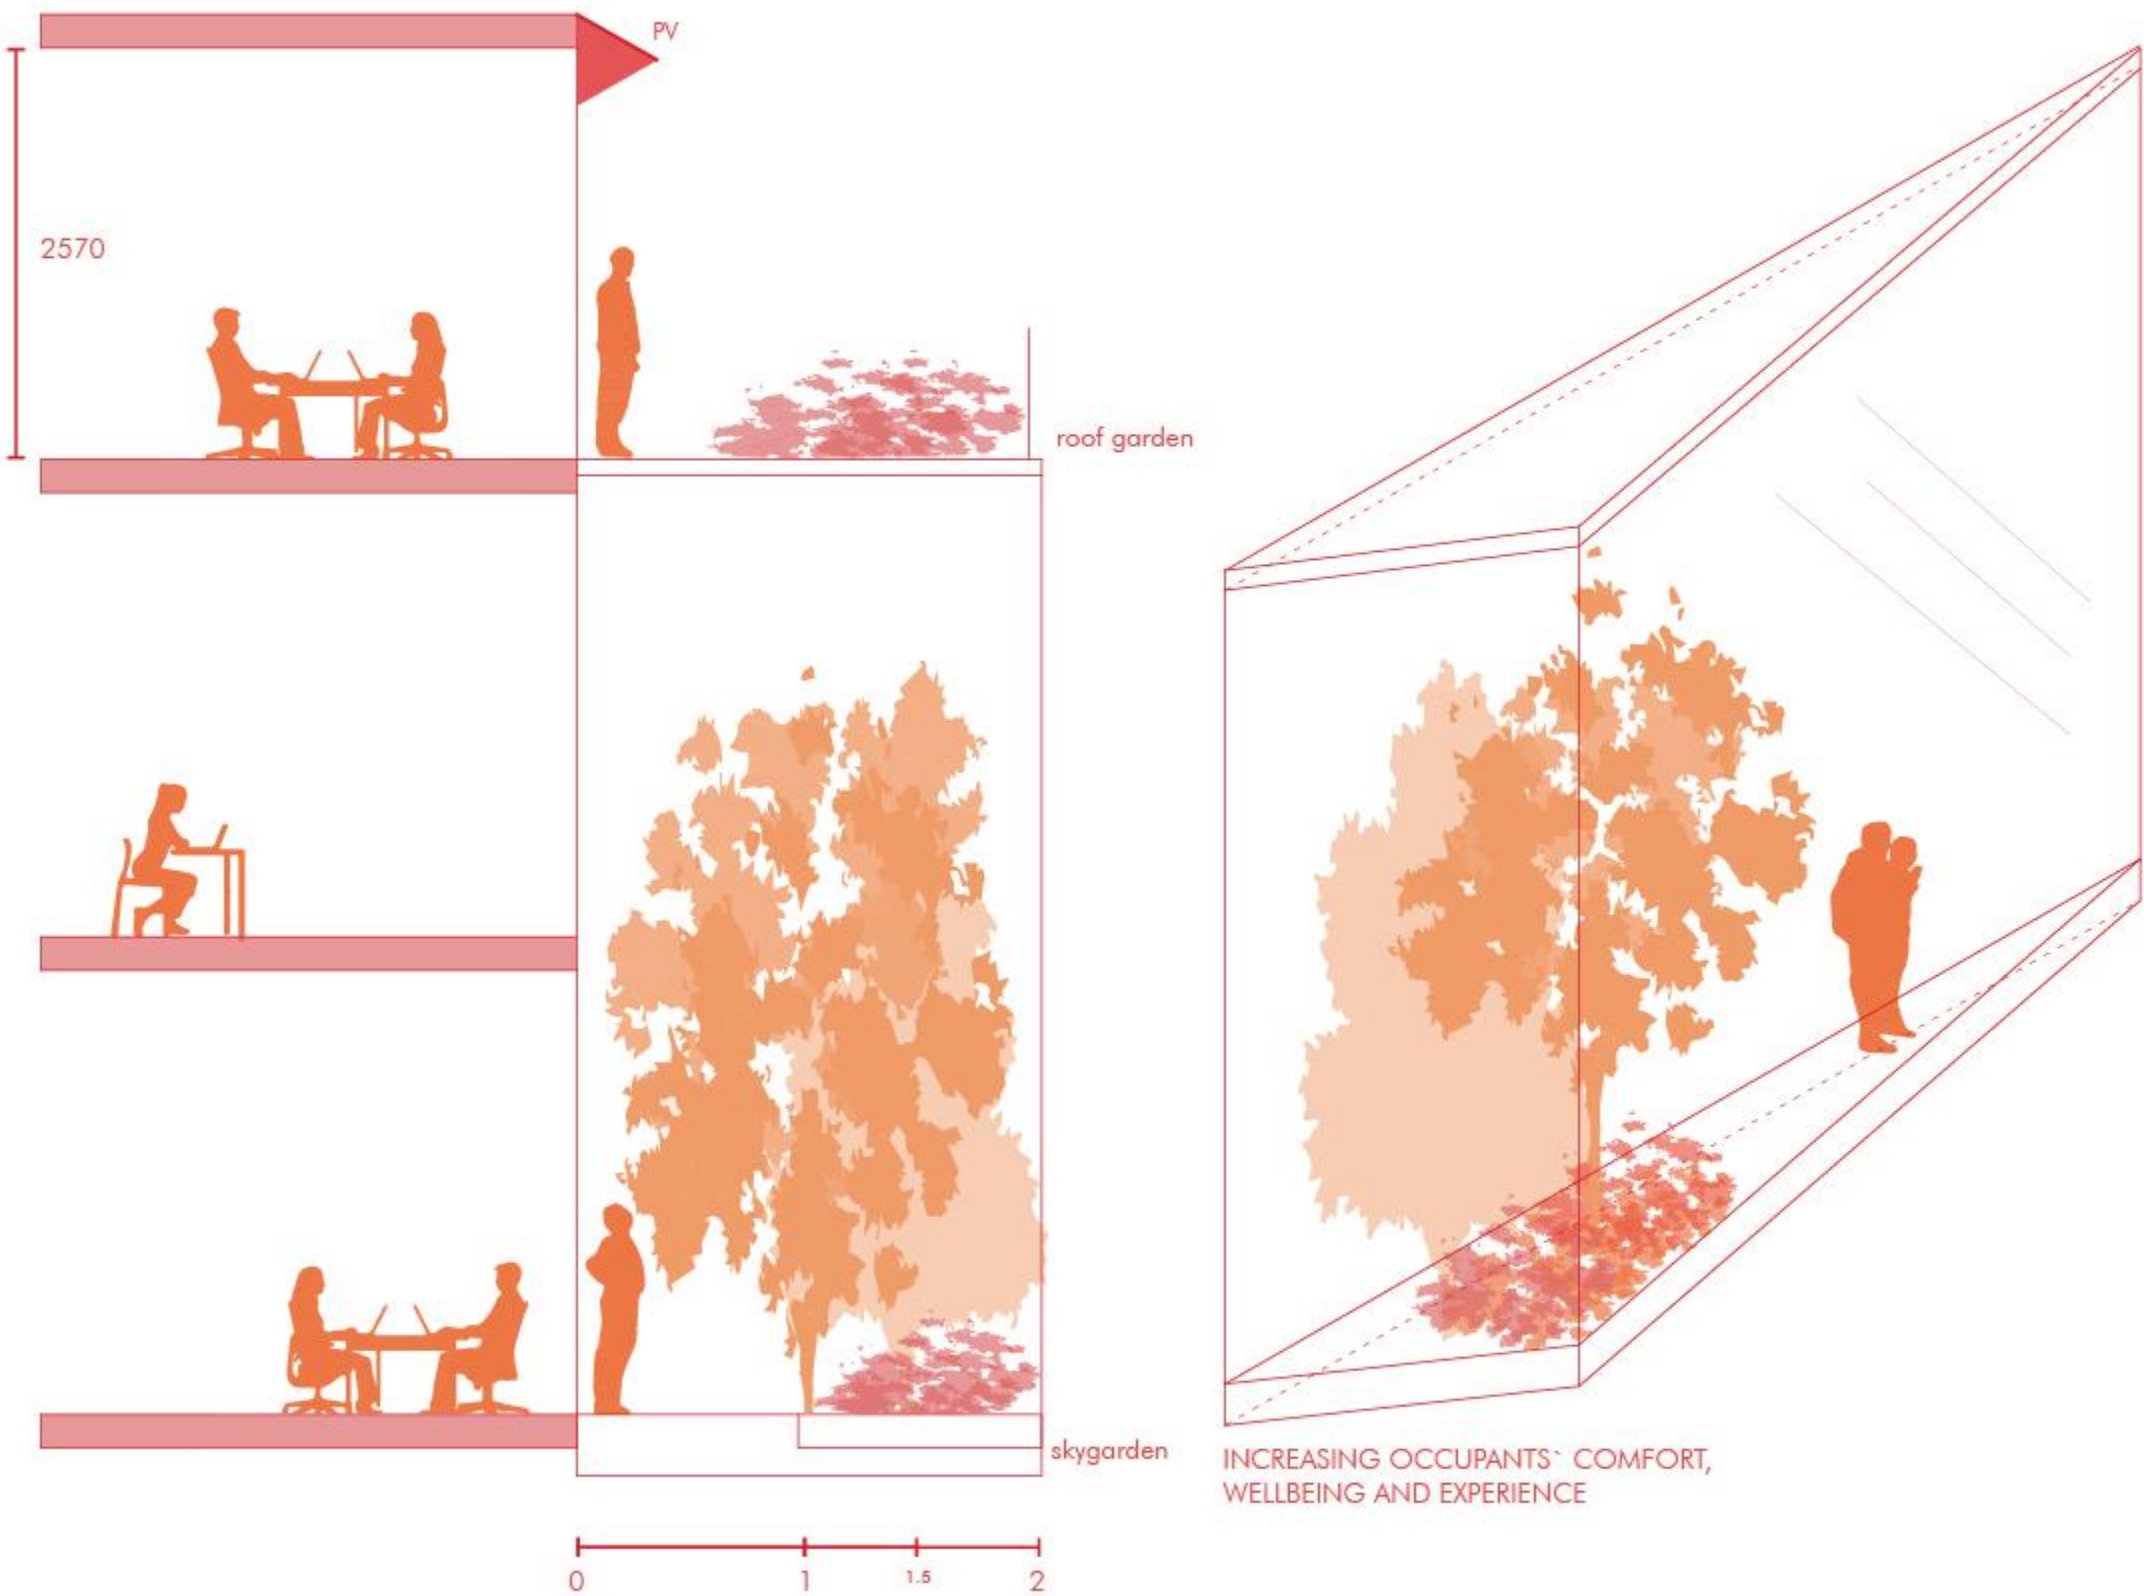 PV
2570
roof garden
skygarden
INCREASING OCCUPANTS` COMFORT,
WELLBEING AND EXPERIENCE
0 1 1.5 2